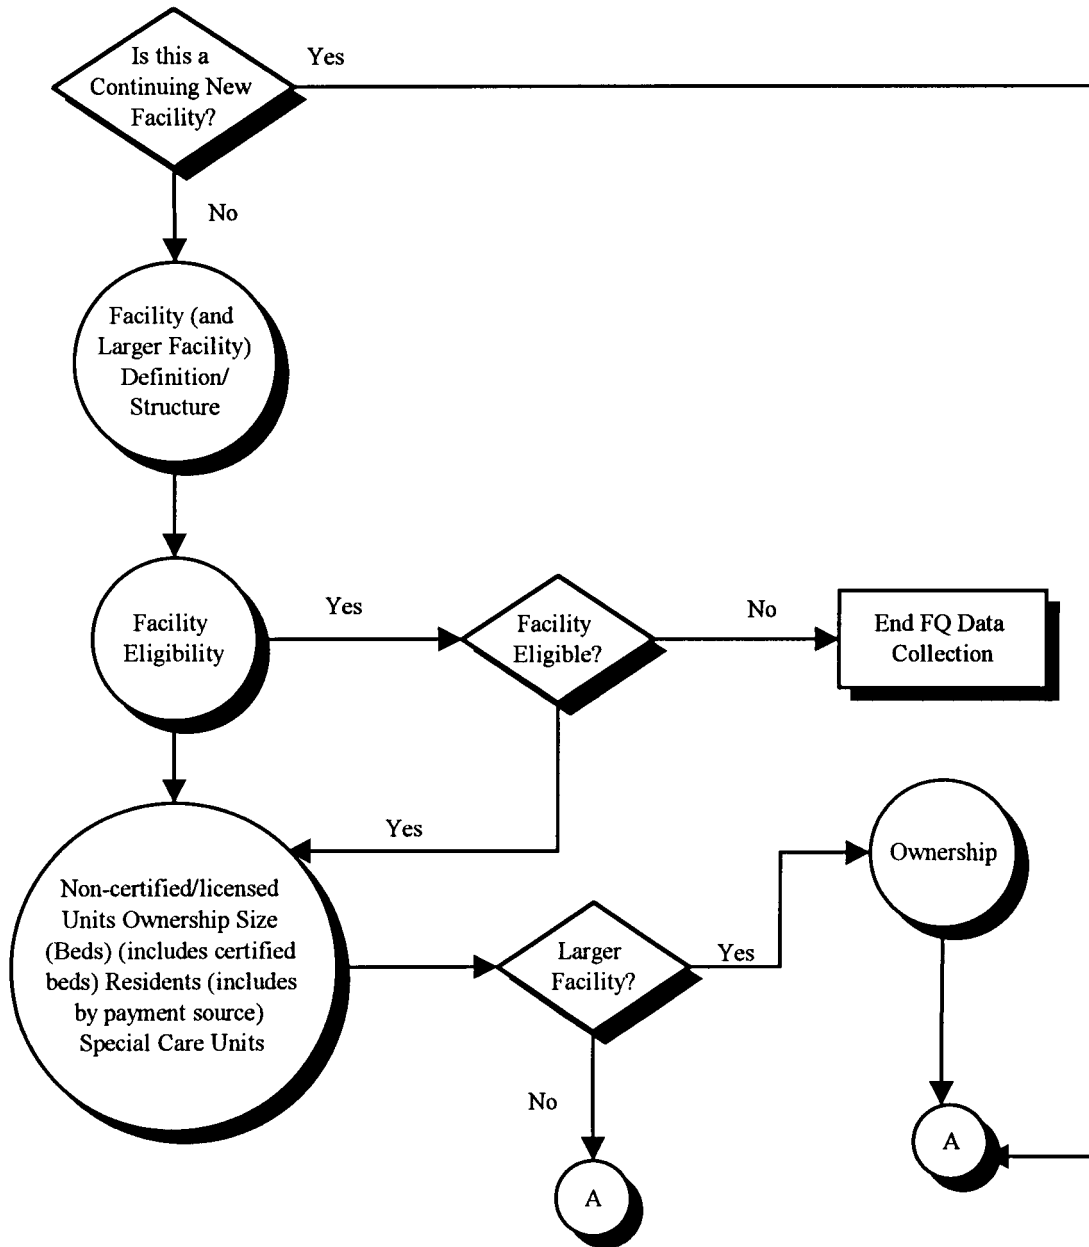 Is this a
Continuing New
Facility?
Yes
No
Facility (and
Larger Facility)
Definition/
Structure
Facility
Eligibility
Yes
Facility
Eligible?
No
End FQ Data
Collection
Yes
Non-certified/licensed
Units Ownership Size
(Beds) (includes certified
beds) Residents (includes
by payment source)
Special Care Units
Larger
Facility?
Yes
Ownership
No
A
A